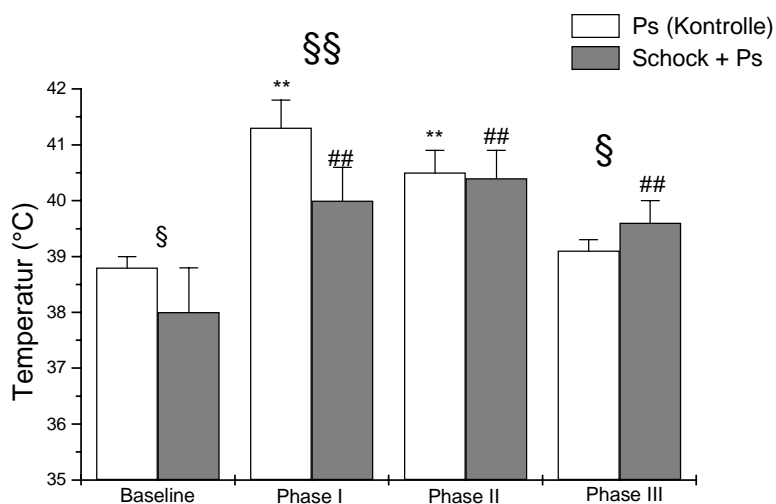 Ps (Kontrolle)
Schock + Ps
§§
42
**
41
**
##
##
§
40
##
39
§
38
37
36
35
Temperatur (°C)
Baseline
Phase I
Phase II
Phase III